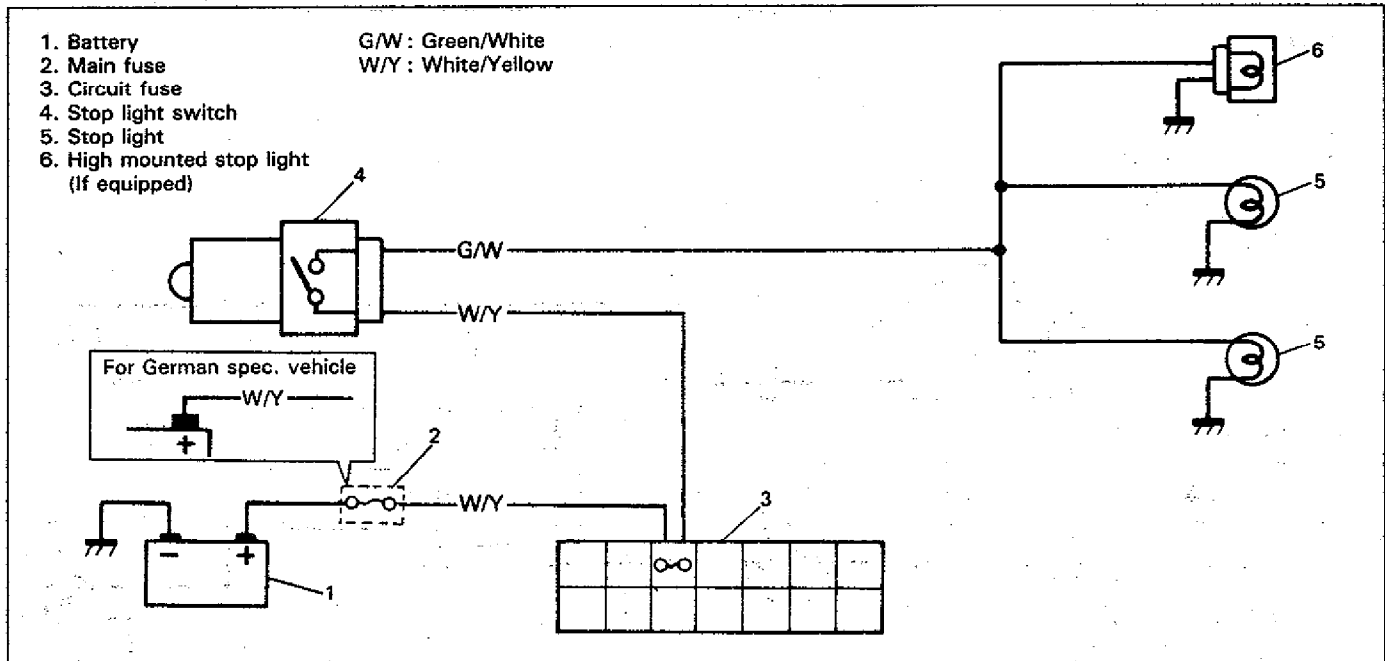 1. Battery
2. Main fuse
3. Circuit fuse
4. Stop light switch
5. Stop light
6. High mounted stop light
(If equipped)
G/W : Green/White
W/Y : White/Yellow
6
4
5
G/W
W/Y
5
For German spec. vehicle
W/Y
+
2
W/Y
3
− +
1